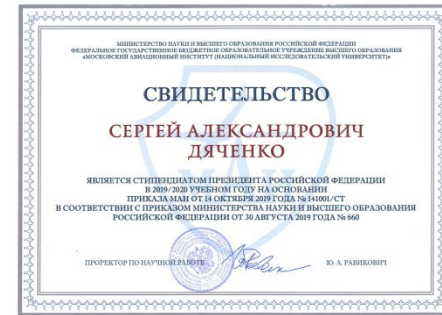 МИНИСТЕРСТВО НАУКИ И ВЫСШЕГО ОБРАЗОВАНИЯ РОССИЙСКОЙ ФЕДЕРАЦИИ
ФЕДЕРАЛЬНОЕ ГОСУДАРСТВЕННОЕ БЮДЖЕТНОЕ ОБРАЗОВАТЕЛЬНОЕ УЧРЕЖДЕНИЕ ВЫСШЕГО ОБРАЗОВАНИЯ
«МОСКОВСКИЙ АВИАЦИОННЫЙ ИНСТИТУТ (НАЦИОНАЛЬНЫЙ ИССЛЕДОВАТЕЛЬСКИЙ УНИВЕРСИТЕТ)»
СВИДЕТЕЛЬСТВО
СЕРГЕЙ АЛЕКСАНДРОВИЧ
ДЯЧЕНКО
МАИ
ЯВЛЯЕТСЯ СТИПЕНДИАТОМ ПРЕЗИДЕНТА РОССИЙСКОЙ ФЕДЕРАЦИИ
В 2019/2020 УЧЕБНОМ ГОДУ НА ОСНОВАНИИ
ПРИКАЗА МАИ ОТ 14 ОКТЯБРЯ 2019 ГОДА № 141001/СТ
В СООТВЕТСТВИИ С ПРИКАЗОМ МИНИСТЕРСТВА НАУКИ И ВЫСШЕГО ОБРАЗОВАНИЯ
РОССИЙСКОЙ ФЕДЕРАЦИИ ОТ 30 АВГУСТА 2019 ГОДА № 660
ПРОРЕКТОР ПО НАУЧНОЙ РАБОТЕ Ю. А. РАВИКОВИЧ